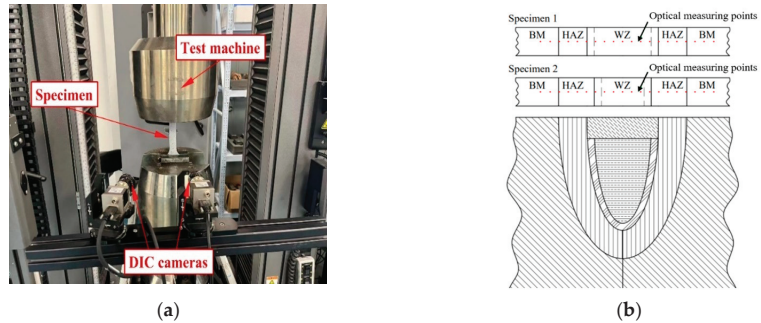 Test machine
Specimen
DIC cameras
(a)
Specimen 1
Optical measuring points
BM HAZ WZ HAZ BM
Specimen 2
Optical measuring points
BM HAZ WZ HAZ BM
(b)